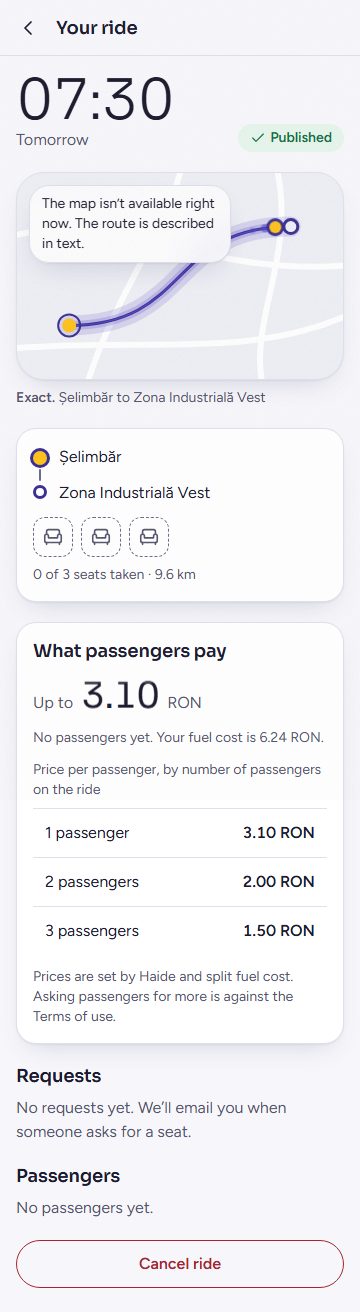 Your ride
07:30
Tomorrow
Published
The map isn’t available right
now. The route is described
in text.
Exact. Șelimbăr to Zona Industrială Vest
Șelimbăr
Zona Industrială Vest
0 of 3 seats taken · 9.6 km
What passengers pay
Up to 3.10 RON
No passengers yet. Your fuel cost is 6.24 RON.
Price per passenger, by number of passengers
on the ride
1 passenger 3.10 RON
2 passengers 2.00 RON
3 passengers 1.50 RON
Prices are set by Haide and split fuel cost.
Asking passengers for more is against the
Terms of use.
Requests
No requests yet. We’ll email you when
someone asks for a seat.
Passengers
No passengers yet.
Cancel ride